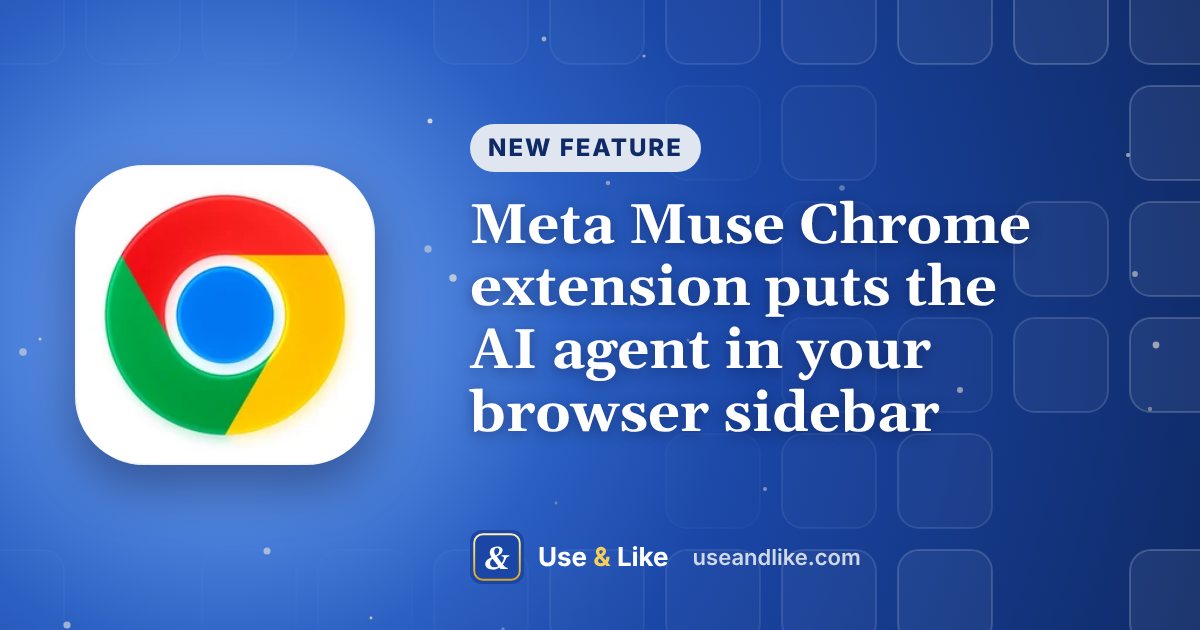 NEW FEATURE
Meta Muse Chrome
extension puts the
AI agent in your
browser sidebar
& Use & Like useandlike.com